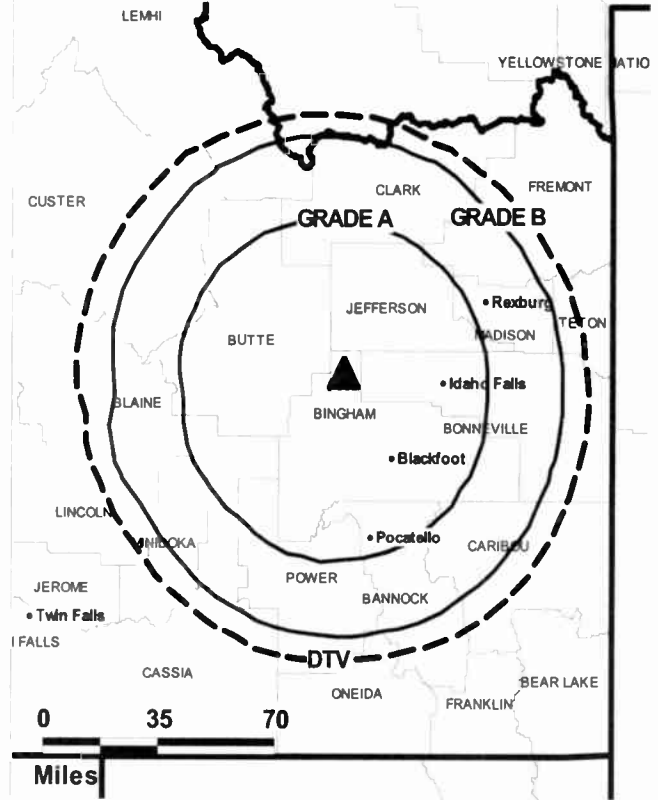 LEMHI
YELLOWSTONE NATIO
CUSTER
CLARK
FREMONT
GRADE A
GRADE B
Rexburg
JEFFERSON
TETON
MADISON
BUTTE
Idaho Falls
BLAINE
BINGHAM
BONNEVILLE
Blackfoot
LINCOLN
Pocatello
MINIDOKA
CARIBOU
POWER
JEROME
BANNOCK
Twin Falls
FALLS
DTV
CASSIA
BEAR LAKE
ONEIDA
FRANKLIN
0 35 70
Miles